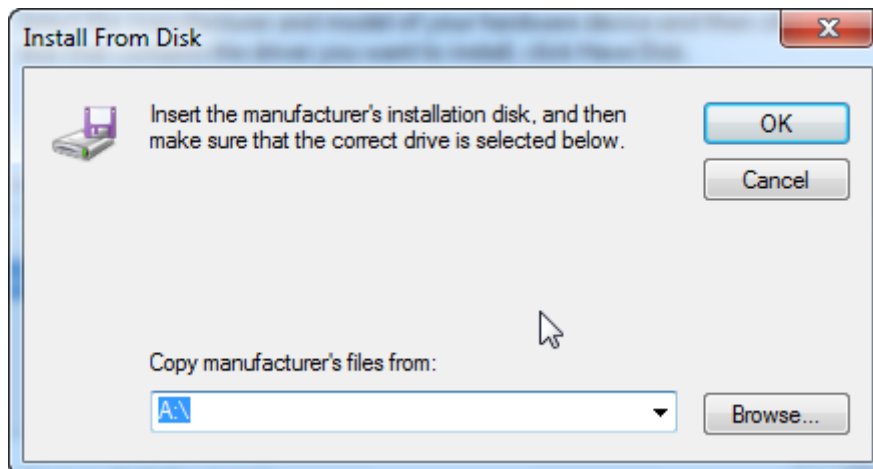 Install From Disk
Insert the manufacturer's installation disk, and then
make sure that the correct drive is selected below.
OK
Cancel
Copy manufacturer's files from:
A:\
Browse...